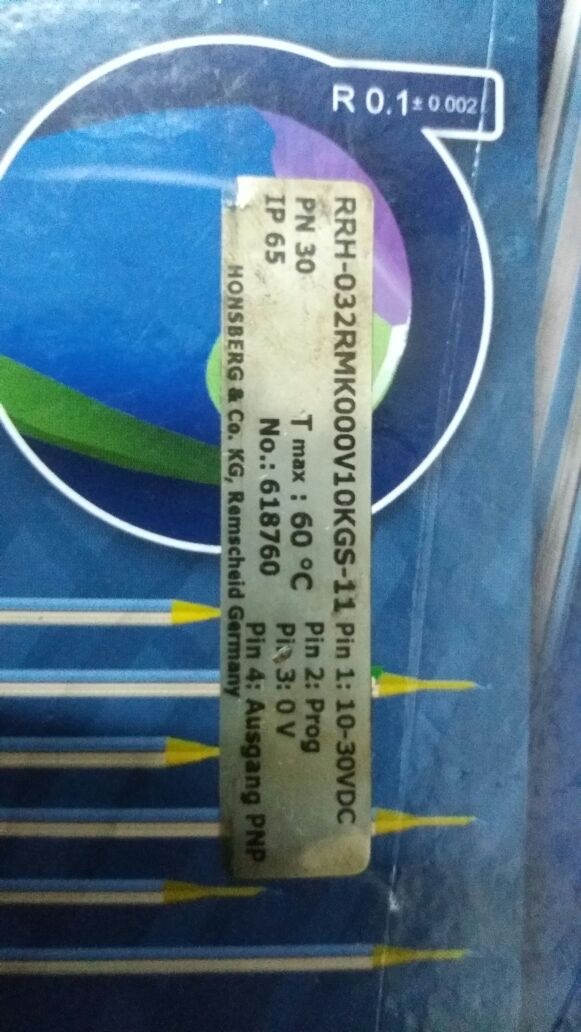 R 0.1 ± 0.002
RRH-032RMK000V10KGS-11 Pin 1: 10-30VDC
PN 30 T max : 60 °C Pin 2: Prog
IP 65 No.: 618760 Pin 3: 0 V
HONSBERG & Co. KG, Remscheid Germany Pin 4: Ausgang PNP